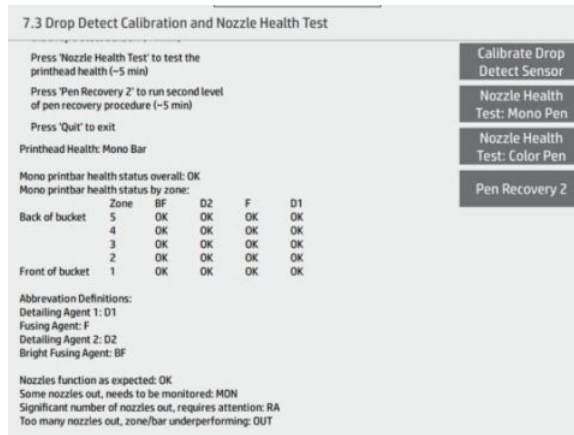 7.3 Drop Detect Calibration and Nozzle Health Test
Press 'Nozzle Health Test' to test the
printhead health (~5 min)
Press 'Pen Recovery 2' to run second level
of pen recovery procedure (~5 min)
Press 'Quit' to exit
Printhead Health: Mono Bar
Mono printbar health status overall: OK
Mono printbar health status by zone:
Zone BF D2 F D1
Back of bucket 5 OK OK OK OK
4 OK OK OK OK
3 OK OK OK OK
2 OK OK OK OK
Front of bucket 1 OK OK OK OK
Abbrevation Definitions:
Detailing Agent 1: D1
Fusing Agent: F
Detailing Agent 2: D2
Bright Fusing Agent: BF
Nozzles function as expected: OK
Some nozzles out, needs to be monitored: MON
Significant number of nozzles out, requires attention: RA
Too many nozzles out, zone/bar underperforming: OUT
Calibrate Drop
Detect Sensor
Nozzle Health
Test: Mono Pen
Nozzle Health
Test: Color Pen
Pen Recovery 2